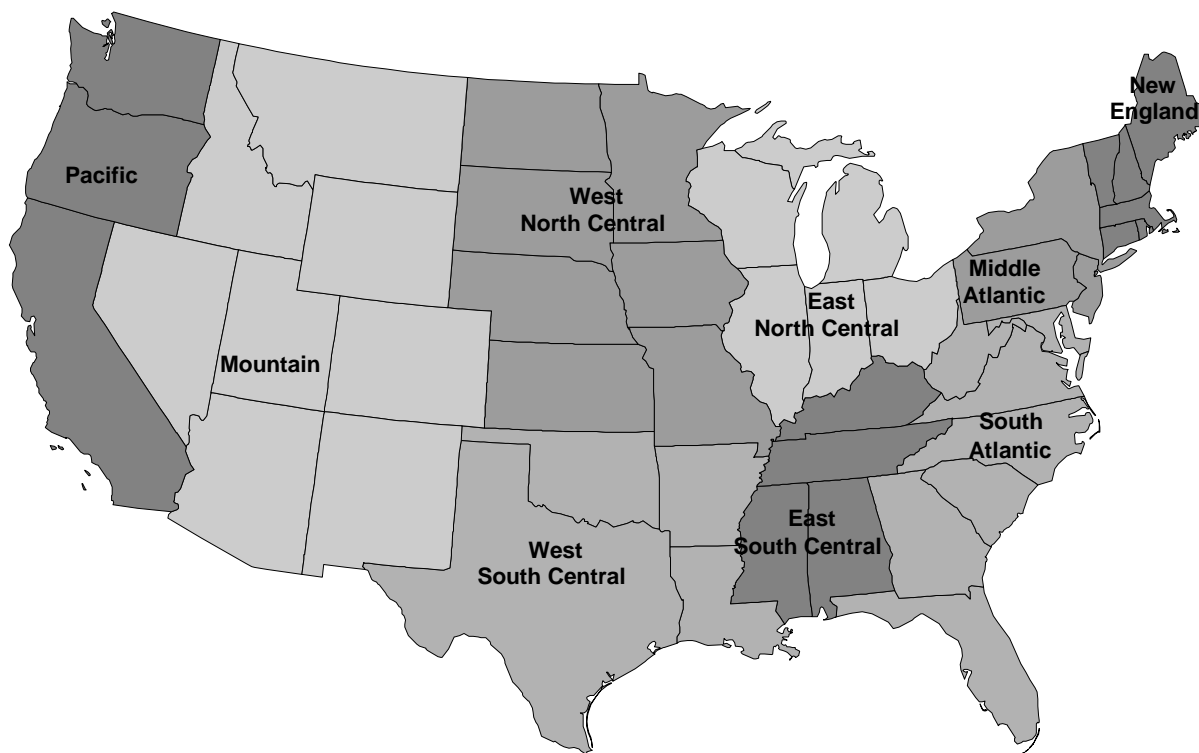 New
England
Pacific
West
North Central
Middle
Atlantic
East
North Central
Mountain
South
Atlantic
East
South Central
West
South Central